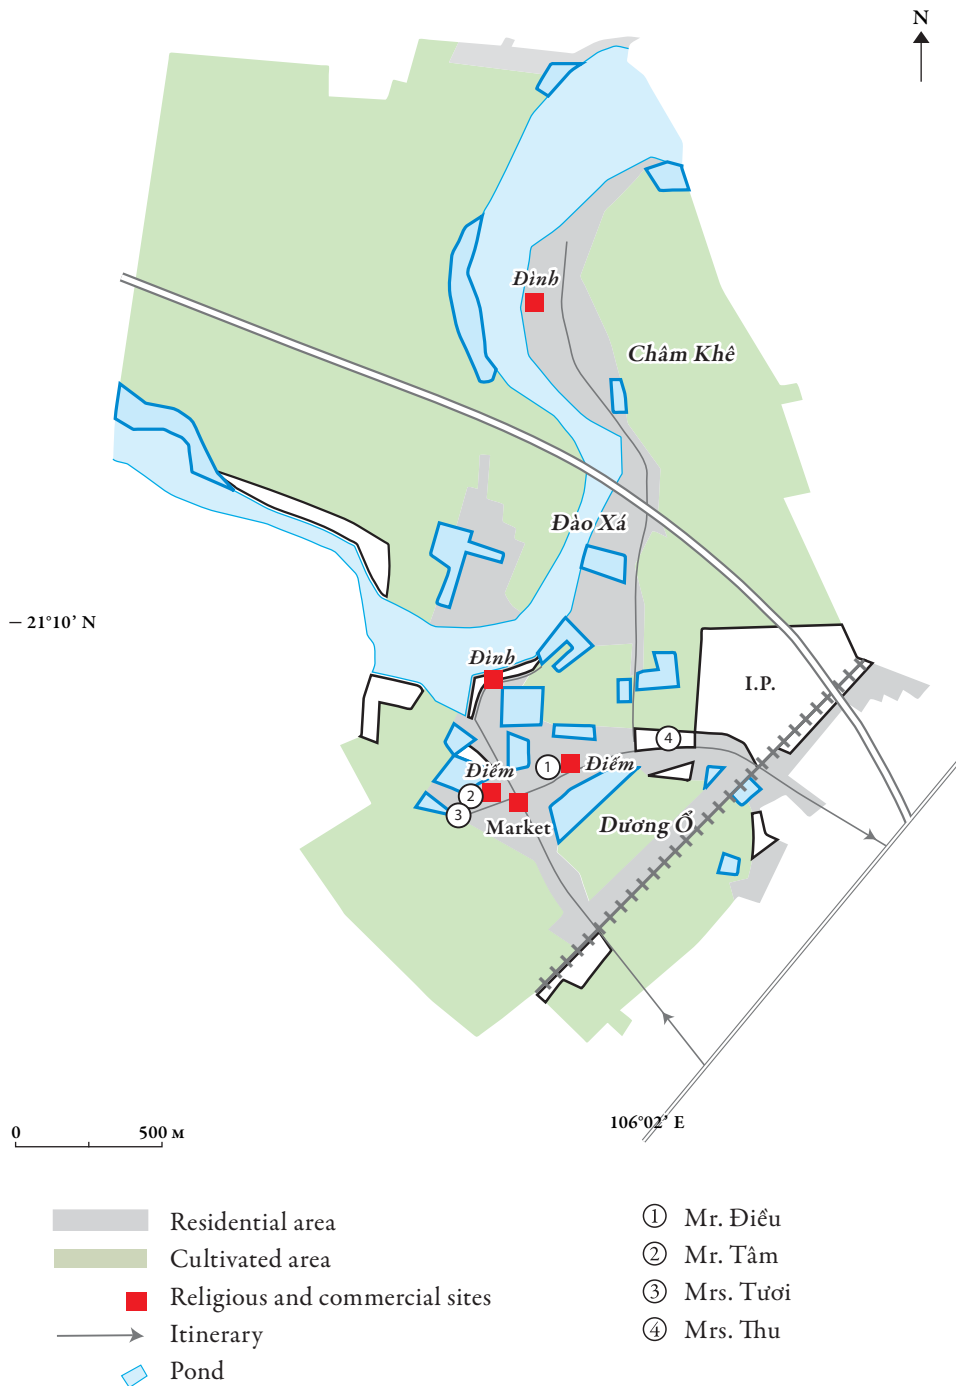 N
Đình
Châm Khê
Đào Xá
– 21°10’ N
Đình
I.P.
4
1
Điếm
Điếm
2
3
Market
Dương Ổ
106°02’ E
0 500 M
Residential area
Cultivated area
Religious and commercial sites
Itinerary
Pond
1 Mr. Điều
2 Mr. Tâm
3 Mrs. Tươi
4 Mrs. Thu